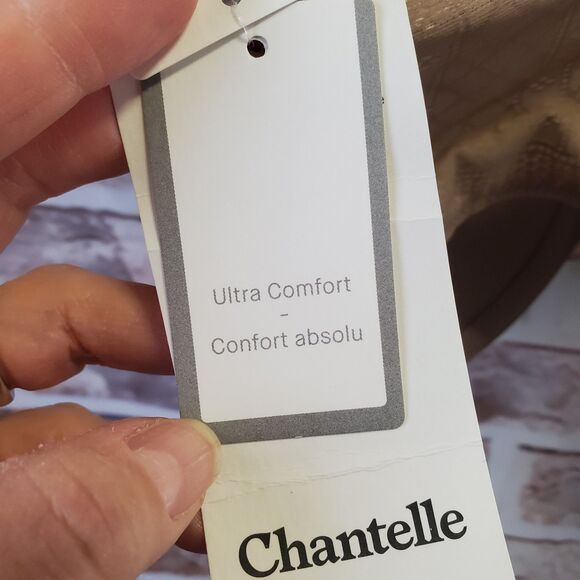 Ultra Comfort
-
Confort absolu
Chantelle